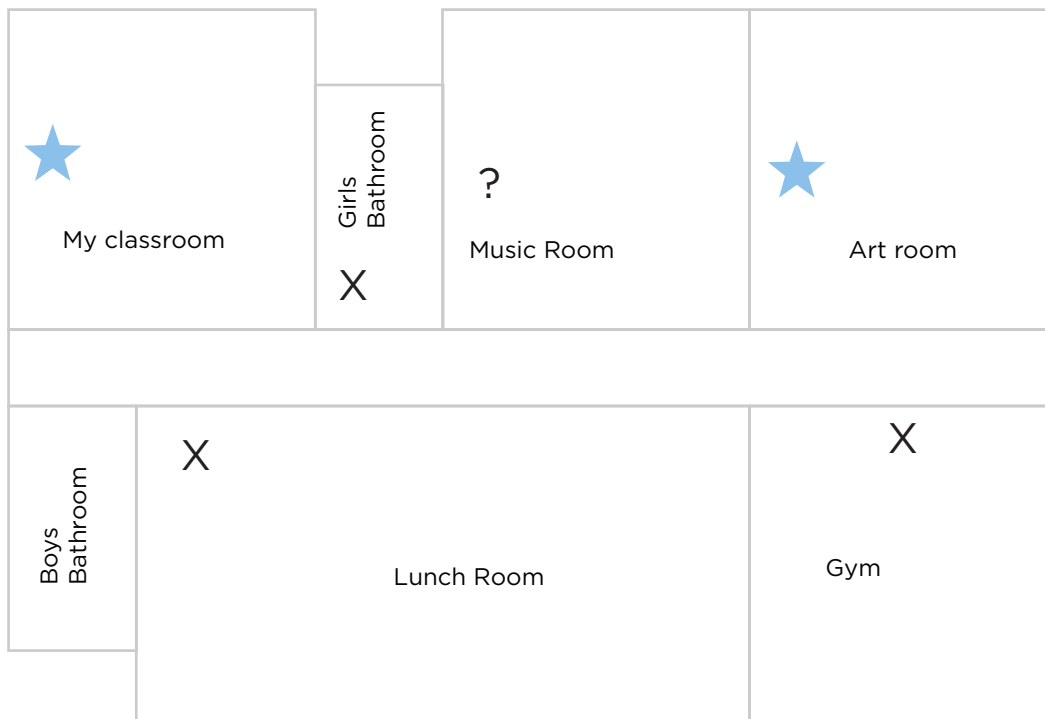 My classroom
Girls
Bathroom
X
?
Music Room
Art room
Boys
Bathroom
X
Lunch Room
X
Gym